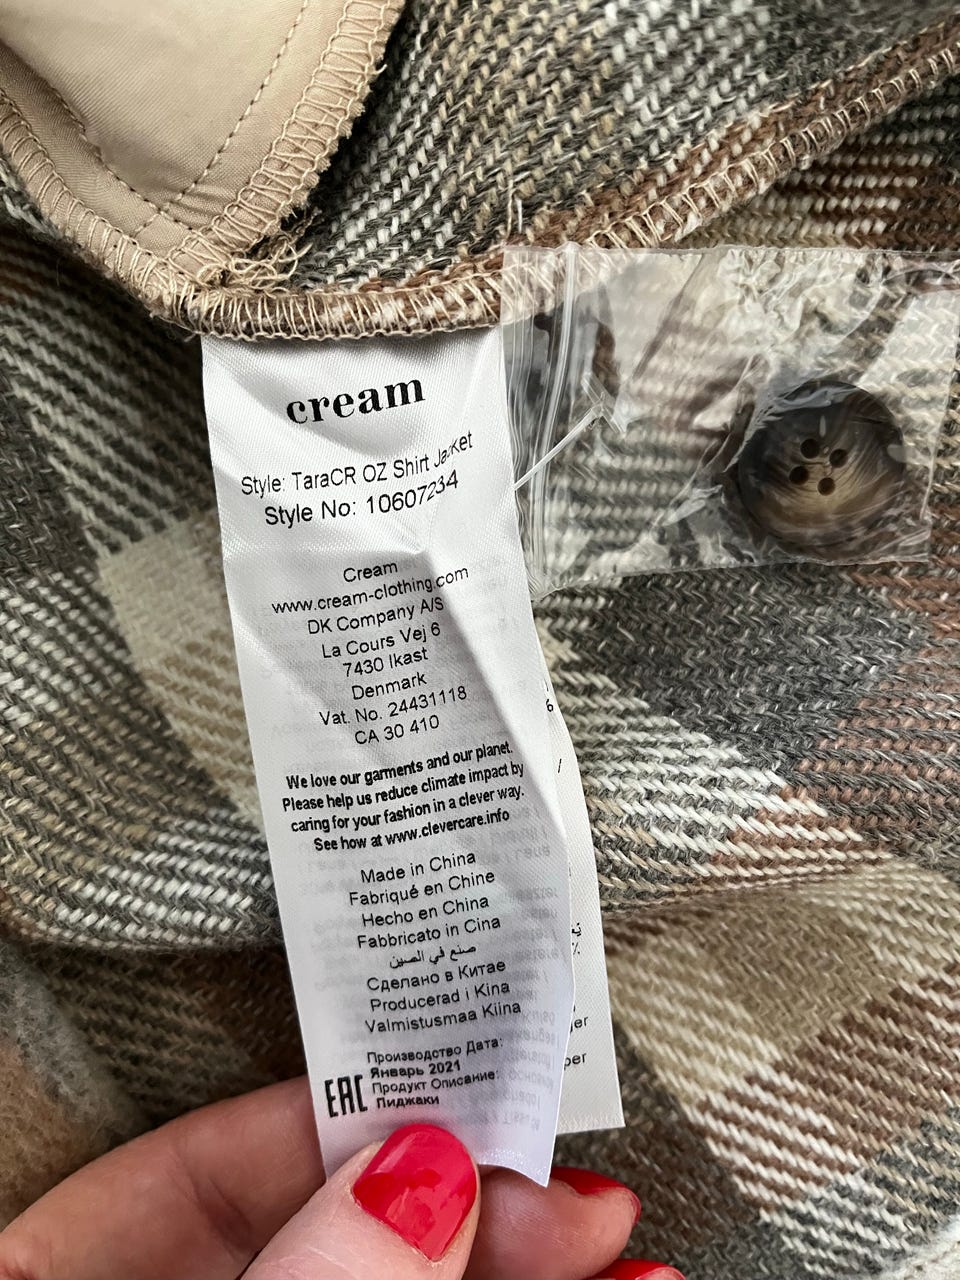 cream
Style: TaraCR OZ Shirt Jacket
Style No: 10607234
Cream
www.cream-clothing.com
DK Company A/S
La Cours Vej 6
7430 Ikast
Denmark
Vat. No. 24431118
CA 30 410
We love our garments and our planet.
Please help us reduce climate impact by
caring for your fashion in a clever way.
See how at www.clevercare.info
Made in China
Fabriqué en Chine
Hecho en China
Fabbricato in Cina
صنع في الصين
Сделано в Китае
Producerad i Kina
Valmistusmaa Kiina
EAC
Производство Дата:
Январь 2021
Продукт Описание:
Пиджаки